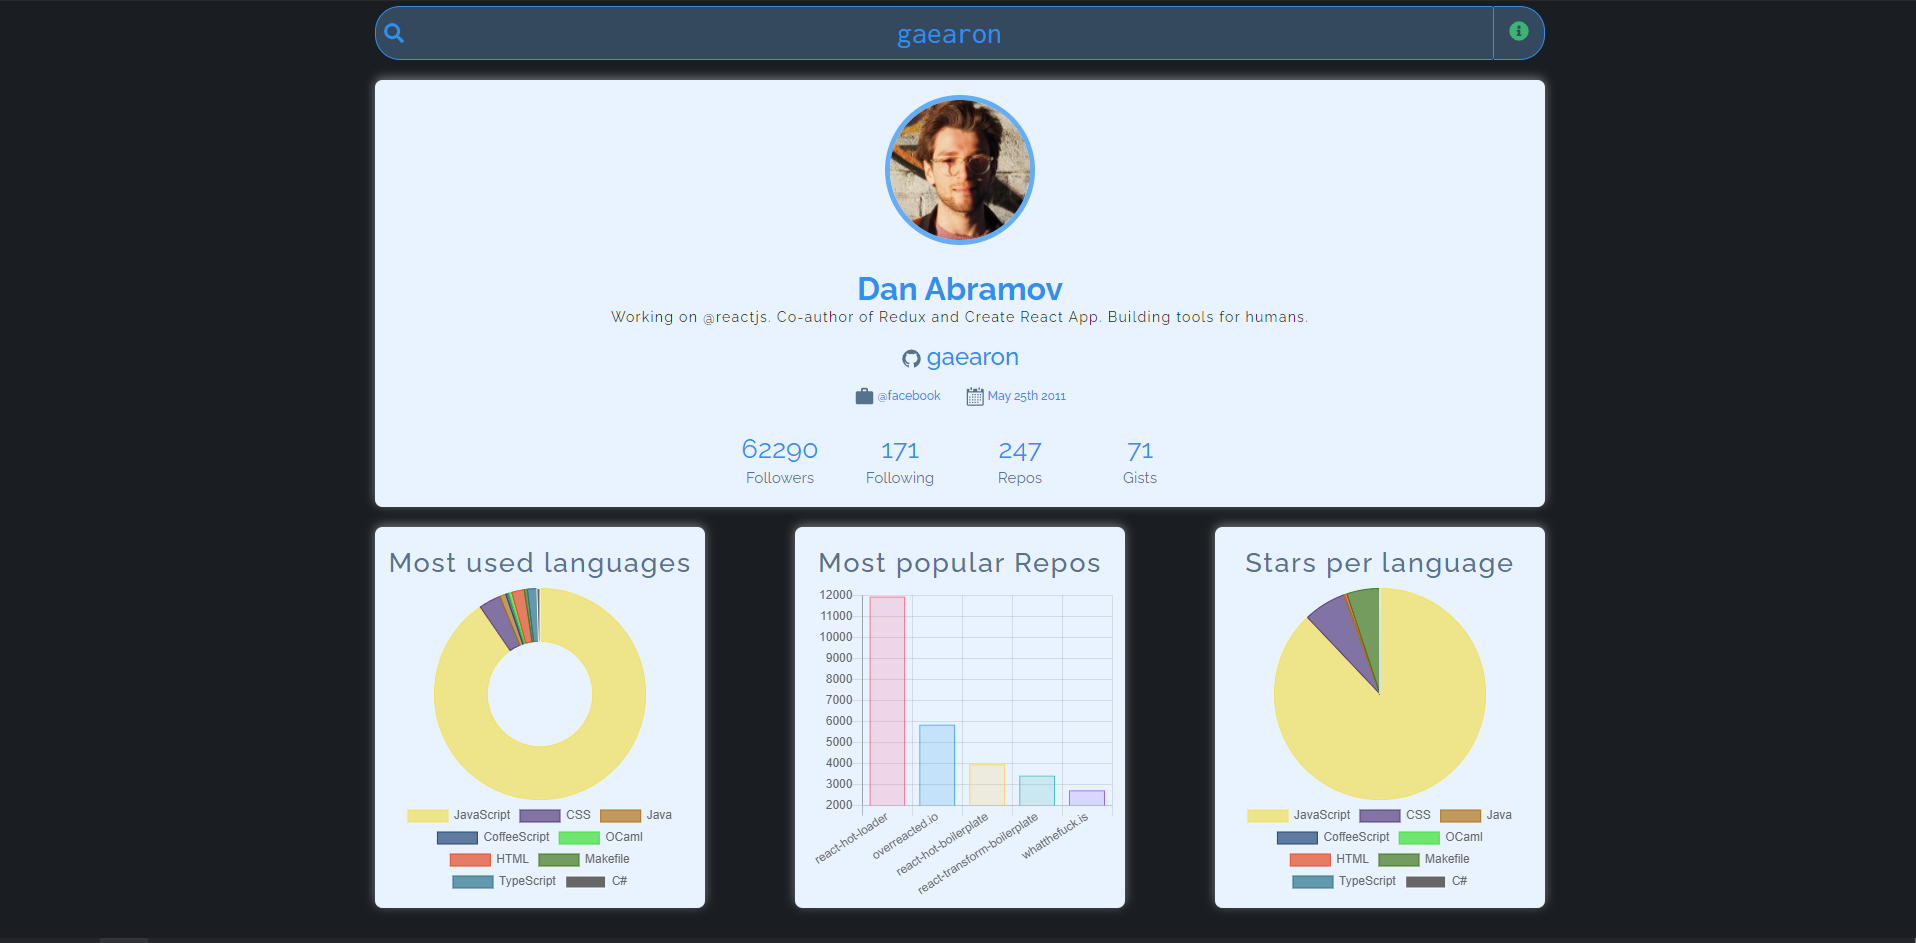 gaearon
Dan Abramov
Working on @reactjs. Co-author of Redux and Create React App. Building tools for humans.
gaearon
@facebook May 25th 2011
62290 171 247 71
Followers Following Repos Gists
Most used languages
JavaScript CSS Java
CoffeeScript OCaml
HTML Makefile
TypeScript C#
Most popular Repos
12000
11000
10000
9000
8000
7000
6000
5000
4000
3000
2000
react-hot-loader
overreacted.io
react-hot-boilerplate
react-transform-boilerplate
whatthefuck.is
Stars per language
JavaScript CSS Java
CoffeeScript OCaml
HTML Makefile
TypeScript C#